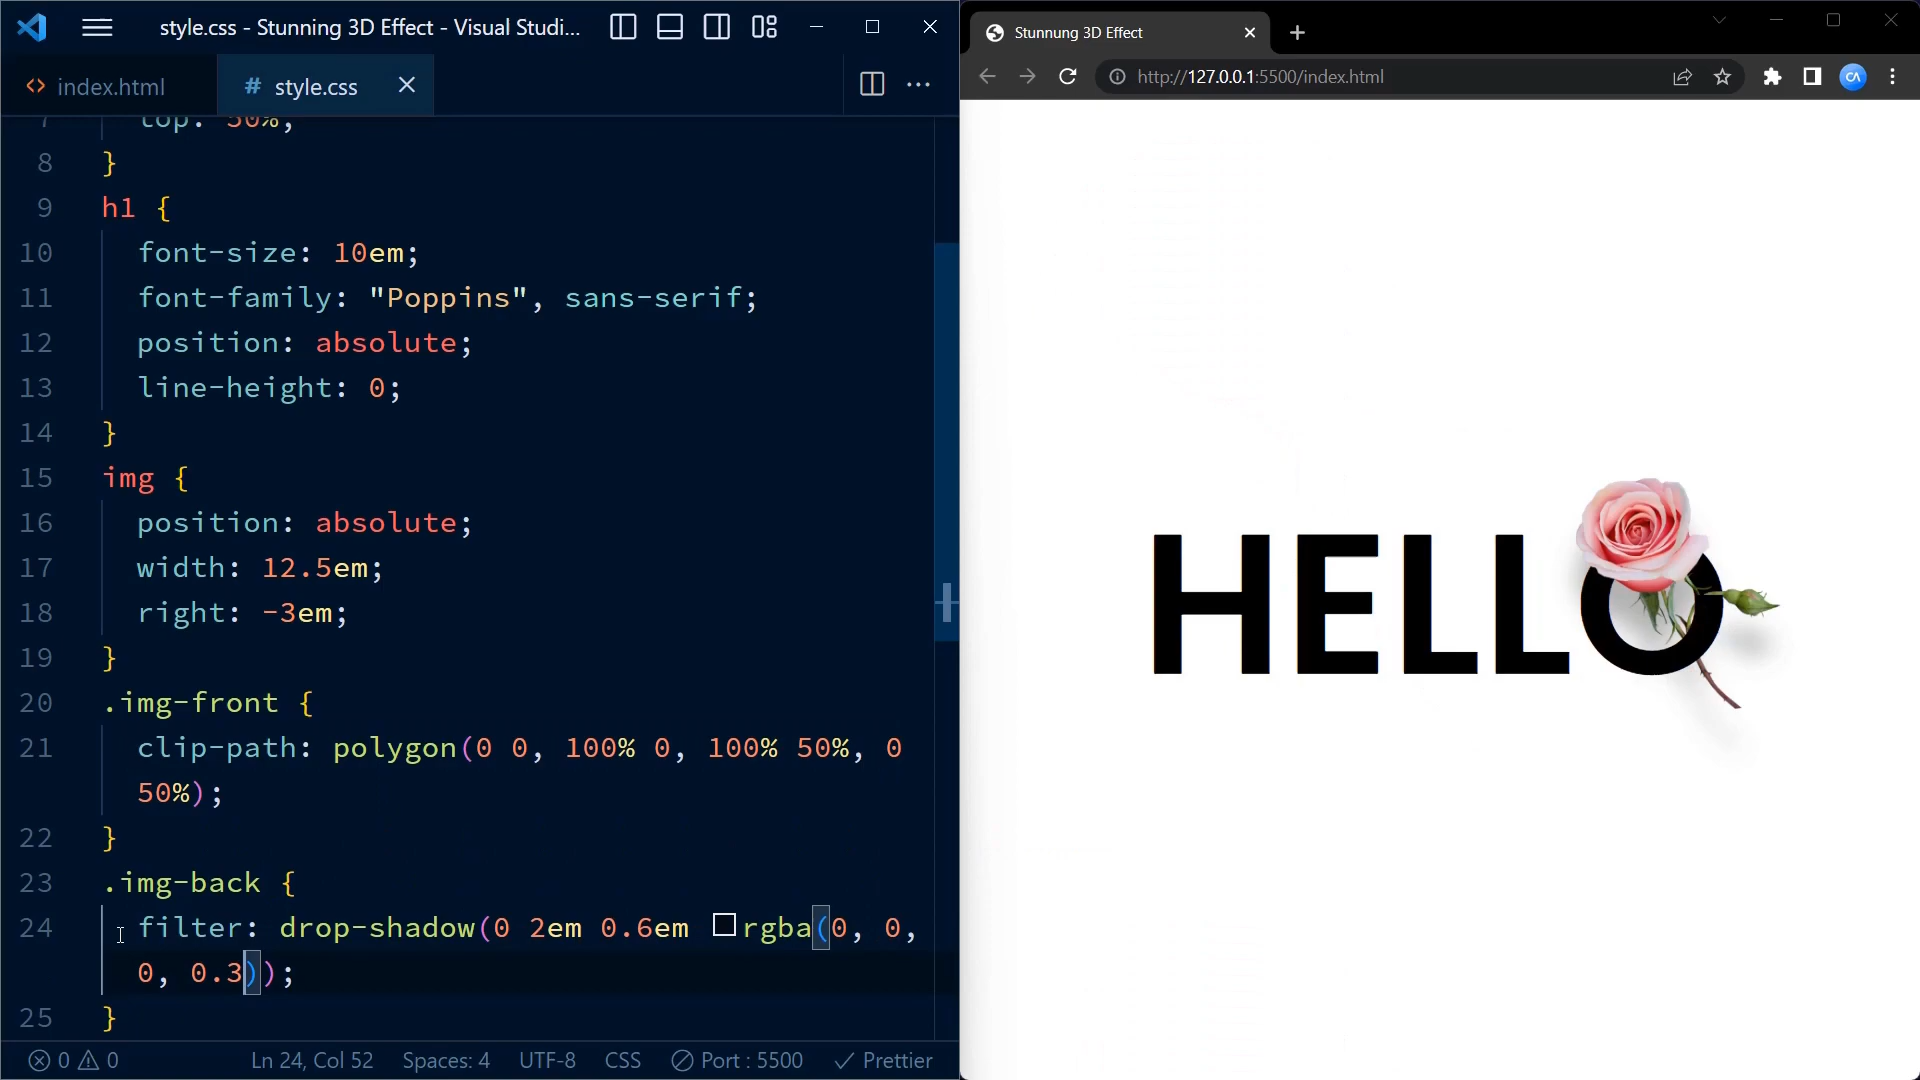 style.css - Stunning 3D Effect - Visual Studi...
index.html
# style.css
7 top: 50%;
8 }
9 h1 {
10 font-size: 10em;
11 font-family: "Poppins", sans-serif;
12 position: absolute;
13 line-height: 0;
14 }
15 img {
16 position: absolute;
17 width: 12.5em;
18 right: -3em;
19 }
20 .img-front {
21 clip-path: polygon(0 0, 100% 0, 100% 50%, 0
50%);
22 }
23 .img-back {
24 filter: drop-shadow(0 2em 0.6em rgba(0, 0,
0, 0.3));
25 }
0 0 Ln 24, Col 52 Spaces: 4 UTF-8 CSS Port : 5500 Prettier
Stunnung 3D Effect
http://127.0.0.1:5500/index.html
CA
HELLO